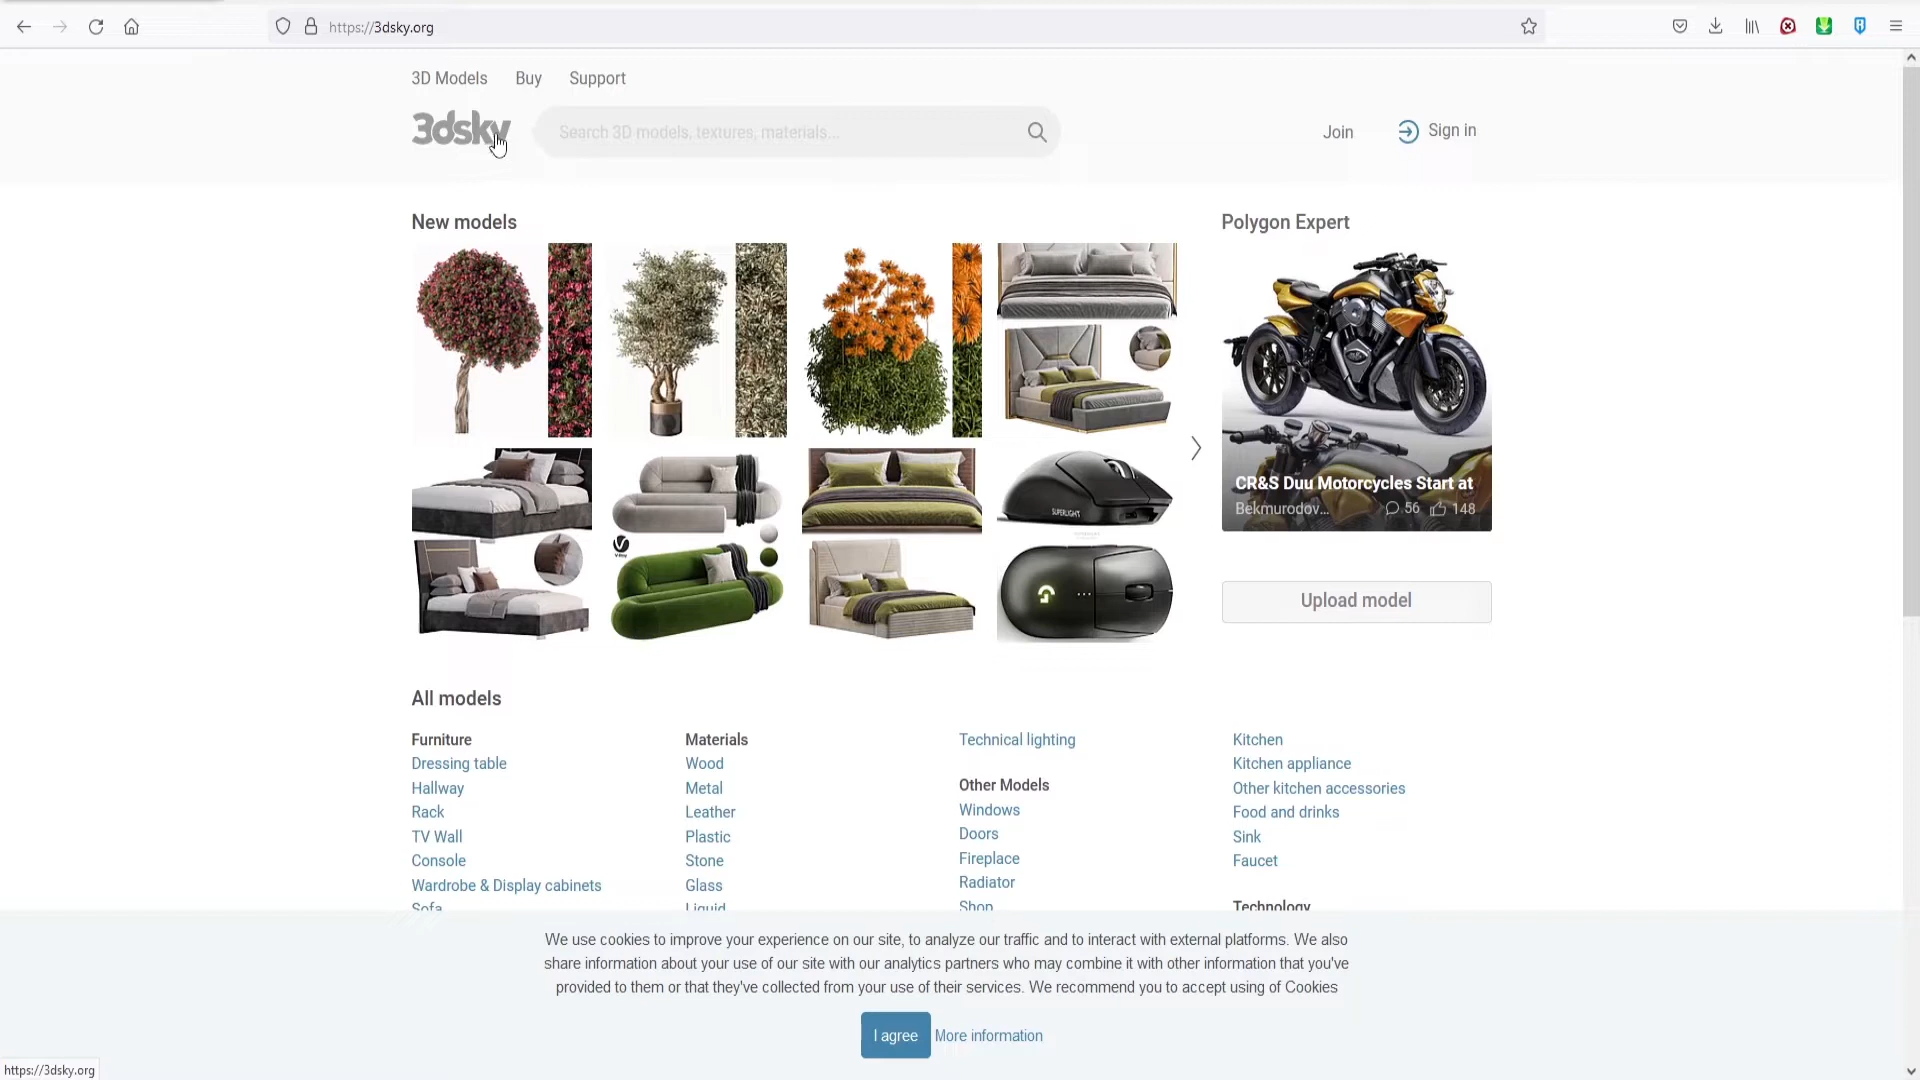 https://3dsky.org
3D Models
Buy
Support
3dsky
Search 3D models, textures, materials...
Join
Sign in
New models
Polygon Expert
SUPERLIGHT
CR&S Duu Motorcycles Start at
Bekmurodov...
56
148
Upload model
All models
Furniture
Dressing table
Hallway
Rack
TV Wall
Console
Wardrobe & Display cabinets
Sofa
Materials
Wood
Metal
Leather
Plastic
Stone
Glass
Liquid
Technical lighting
Other Models
Windows
Doors
Fireplace
Radiator
Shop
Kitchen
Kitchen appliance
Other kitchen accessories
Food and drinks
Sink
Faucet
Technology
We use cookies to improve your experience on our site, to analyze our traffic and to interact with external platforms. We also
share information about your use of our site with our analytics partners who may combine it with other information that you've
provided to them or that they've collected from your use of their services. We recommend you to accept using of Cookies
I agree
More information
https://3dsky.org